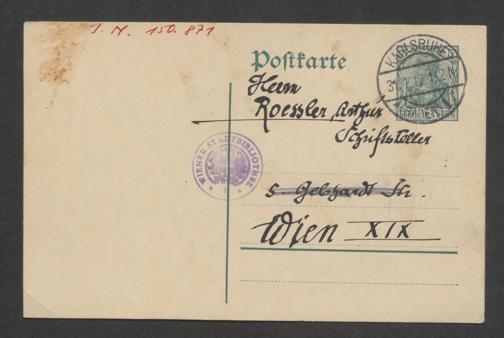 I. N. 150.871
Postkarte
KARLSRUHE
Herrn
Roessler Arthur
Schriftsteller
WIENER STADTBIBLIOTHEK
5 Gebhardt Str.
Wien XIX